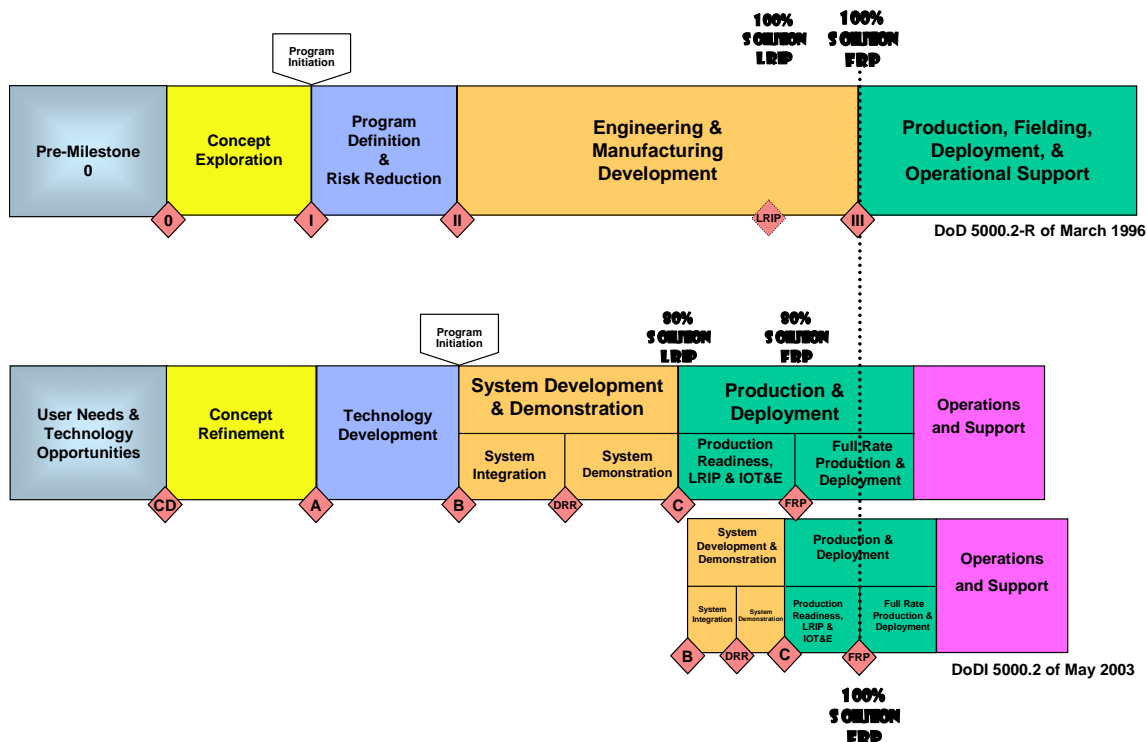 100%
SOLUTION
LRIP
100%
SOLUTION
FRP
Program
Initiation
Pre-Milestone
0
Concept
Exploration
Program
Definition
&
Risk Reduction
Engineering &
Manufacturing
Development
Production, Fielding,
Deployment, &
Operational Support
0
I
II
LRIP
III
DoD 5000.2-R of March 1996
Program
Initiation
80%
SOLUTION
LRIP
80%
SOLUTION
FRP
User Needs &
Technology
Opportunities
Concept
Refinement
Technology
Development
System Development
& Demonstration
System
Integration
System
Demonstration
Production &
Deployment
Production
Readiness,
LRIP & IOT&E
Full Rate
Production &
Deployment
Operations
and Support
CD
A
B
DRR
C
FRP
System
Development &
Demonstration
System
Integration
System
Demonstration
Production &
Deployment
Production
Readiness,
LRIP &
IOT&E
Full Rate
Production &
Deployment
Operations
and Support
B
DRR
C
FRP
DoDI 5000.2 of May 2003
100%
SOLUTION
FRP